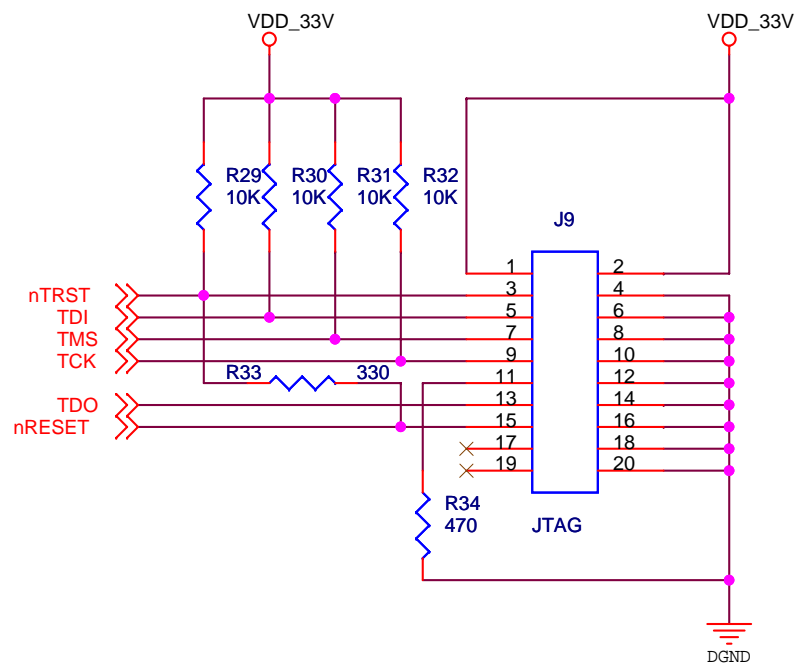 VDD_33V VDD_33V
R29 R30 R31 R32
10K 10K 10K 10K
J9
1 2
nTRST 3 4
TDI 5 6
TMS 7 8
TCK 9 10
R33 330 11 12
TDO 13 14
nRESET 15 16
17 18
19 20
R34
470 JTAG
DGND